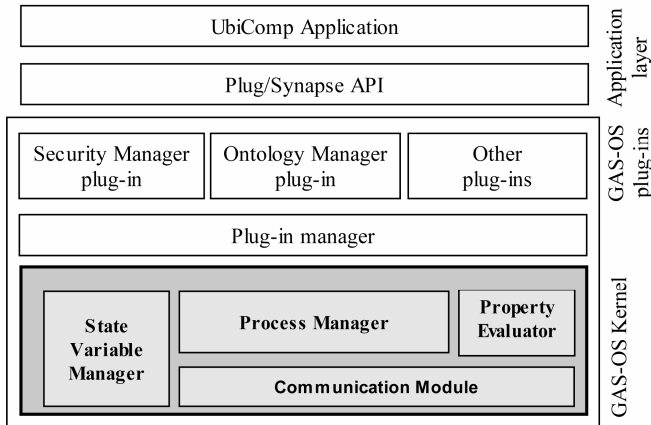 UbiComp Application
Plug/Synapse API
Application
layer
Security Manager
plug-in
Ontology Manager
plug-in
Other
plug-ins
GAS-OS
plug-ins
Plug-in manager
State
Variable
Manager
Process Manager
Property
Evaluator
Communication Module
GAS-OS Kernel